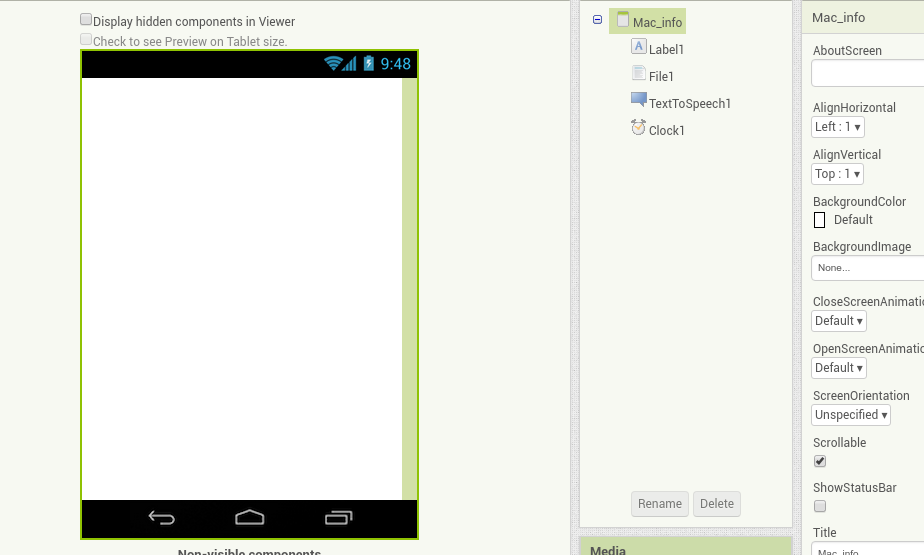 Display hidden components in Viewer
Check to see Preview on Tablet size.
9:48
Non-visible components
Mac_info
A
Label1
File1
TextToSpeech1
Clock1
Rename
Delete
Media
Mac_info
AboutScreen
AlignHorizontal
Left : 1 ▾
AlignVertical
Top : 1 ▾
BackgroundColor
Default
BackgroundImage
None...
CloseScreenAnimatio
Default ▾
OpenScreenAnimatio
Default ▾
ScreenOrientation
Unspecified ▾
Scrollable
ShowStatusBar
Title
Mac_info